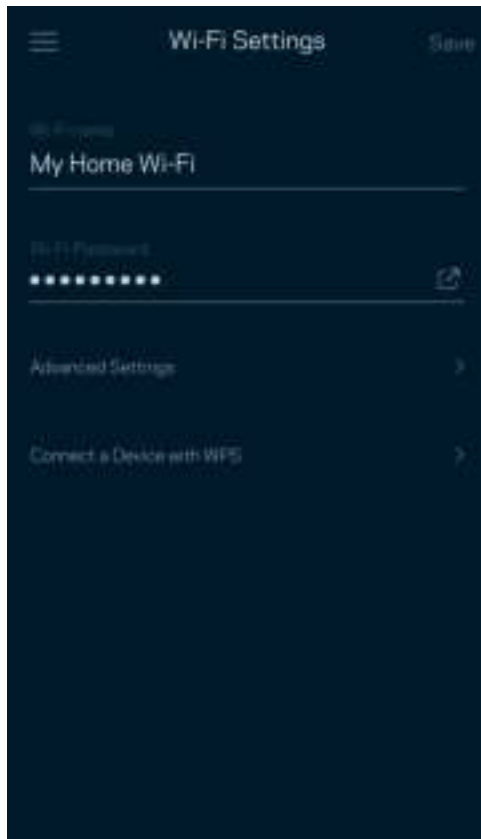 Wi-Fi Settings
Save
Wi-Fi Name
My Home Wi-Fi
Wi-Fi Password
•••••••••
Advanced Settings
Connect a Device with WPS